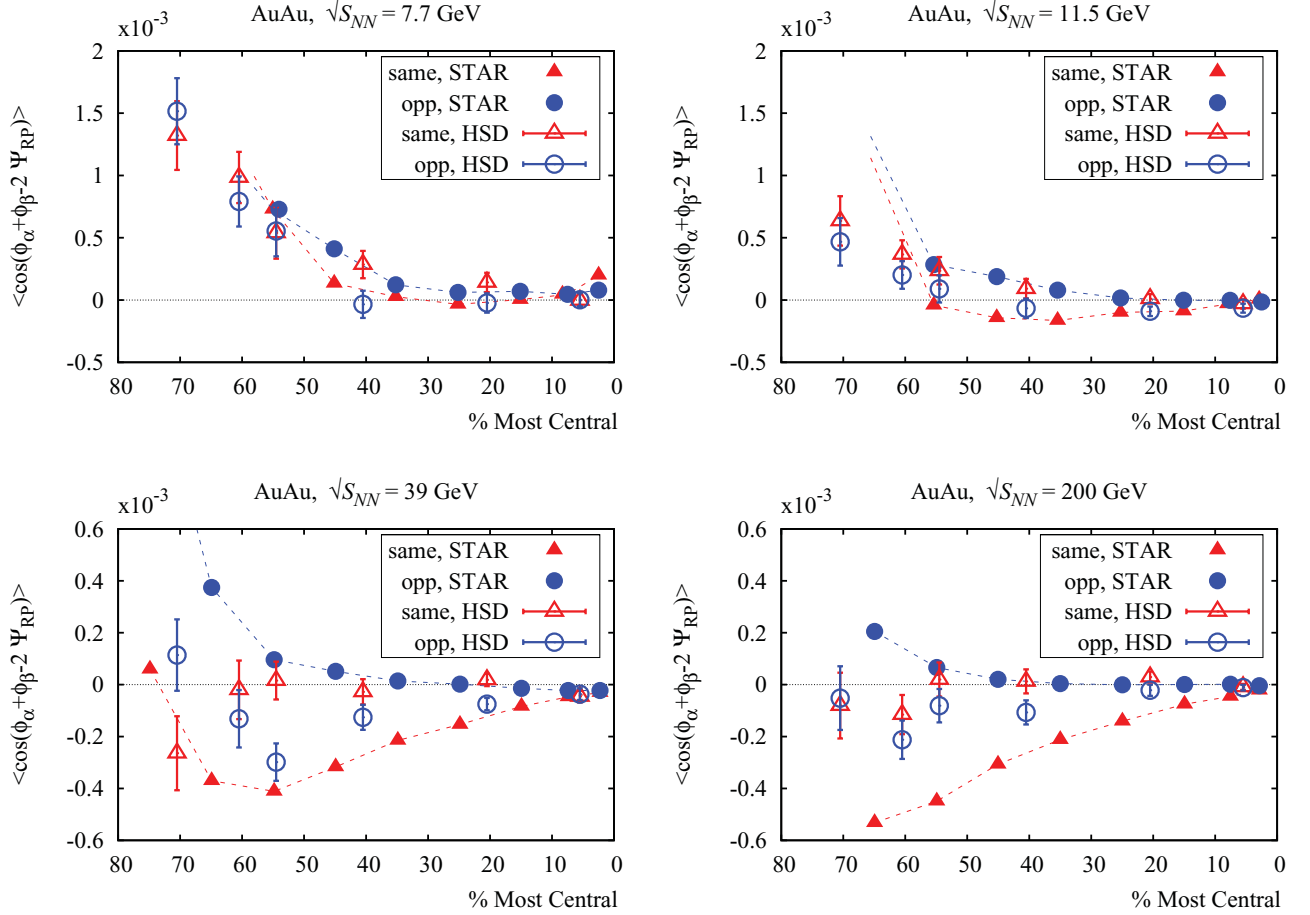 AuAu, √S_NN = 7.7 GeV
x10^-3
<cos(ϕ_α+ϕ_β-2 Ψ_RP)>
2
1.5
1
0.5
0
-0.5
same, STAR
opp, STAR
same, HSD
opp, HSD
80 70 60 50 40 30 20 10 0
% Most Central
AuAu, √S_NN = 11.5 GeV
x10^-3
<cos(ϕ_α+ϕ_β-2 Ψ_RP)>
2
1.5
1
0.5
0
-0.5
same, STAR
opp, STAR
same, HSD
opp, HSD
80 70 60 50 40 30 20 10 0
% Most Central
AuAu, √S_NN = 39 GeV
x10^-3
<cos(ϕ_α+ϕ_β-2 Ψ_RP)>
0.6
0.4
0.2
0
-0.2
-0.4
-0.6
same, STAR
opp, STAR
same, HSD
opp, HSD
80 70 60 50 40 30 20 10 0
% Most Central
AuAu, √S_NN = 200 GeV
x10^-3
<cos(ϕ_α+ϕ_β-2 Ψ_RP)>
0.6
0.4
0.2
0
-0.2
-0.4
-0.6
same, STAR
opp, STAR
same, HSD
opp, HSD
80 70 60 50 40 30 20 10 0
% Most Central